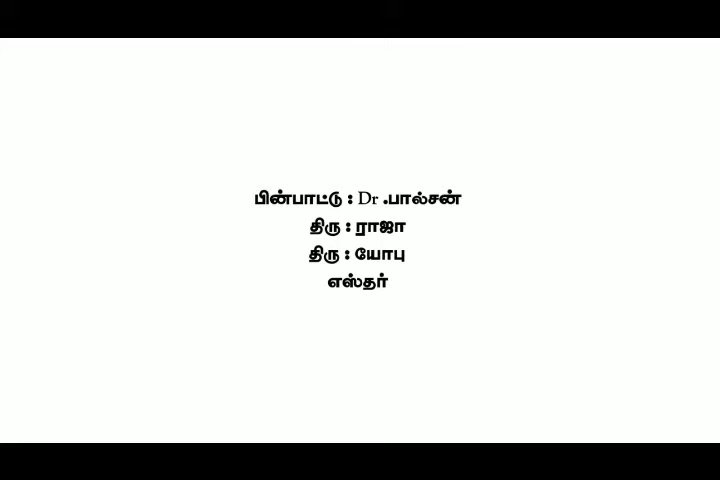 பின்பாட்டு : Dr .பால்சன்
திரு : ராஜா
திரு : யோபு
எஸ்தர்